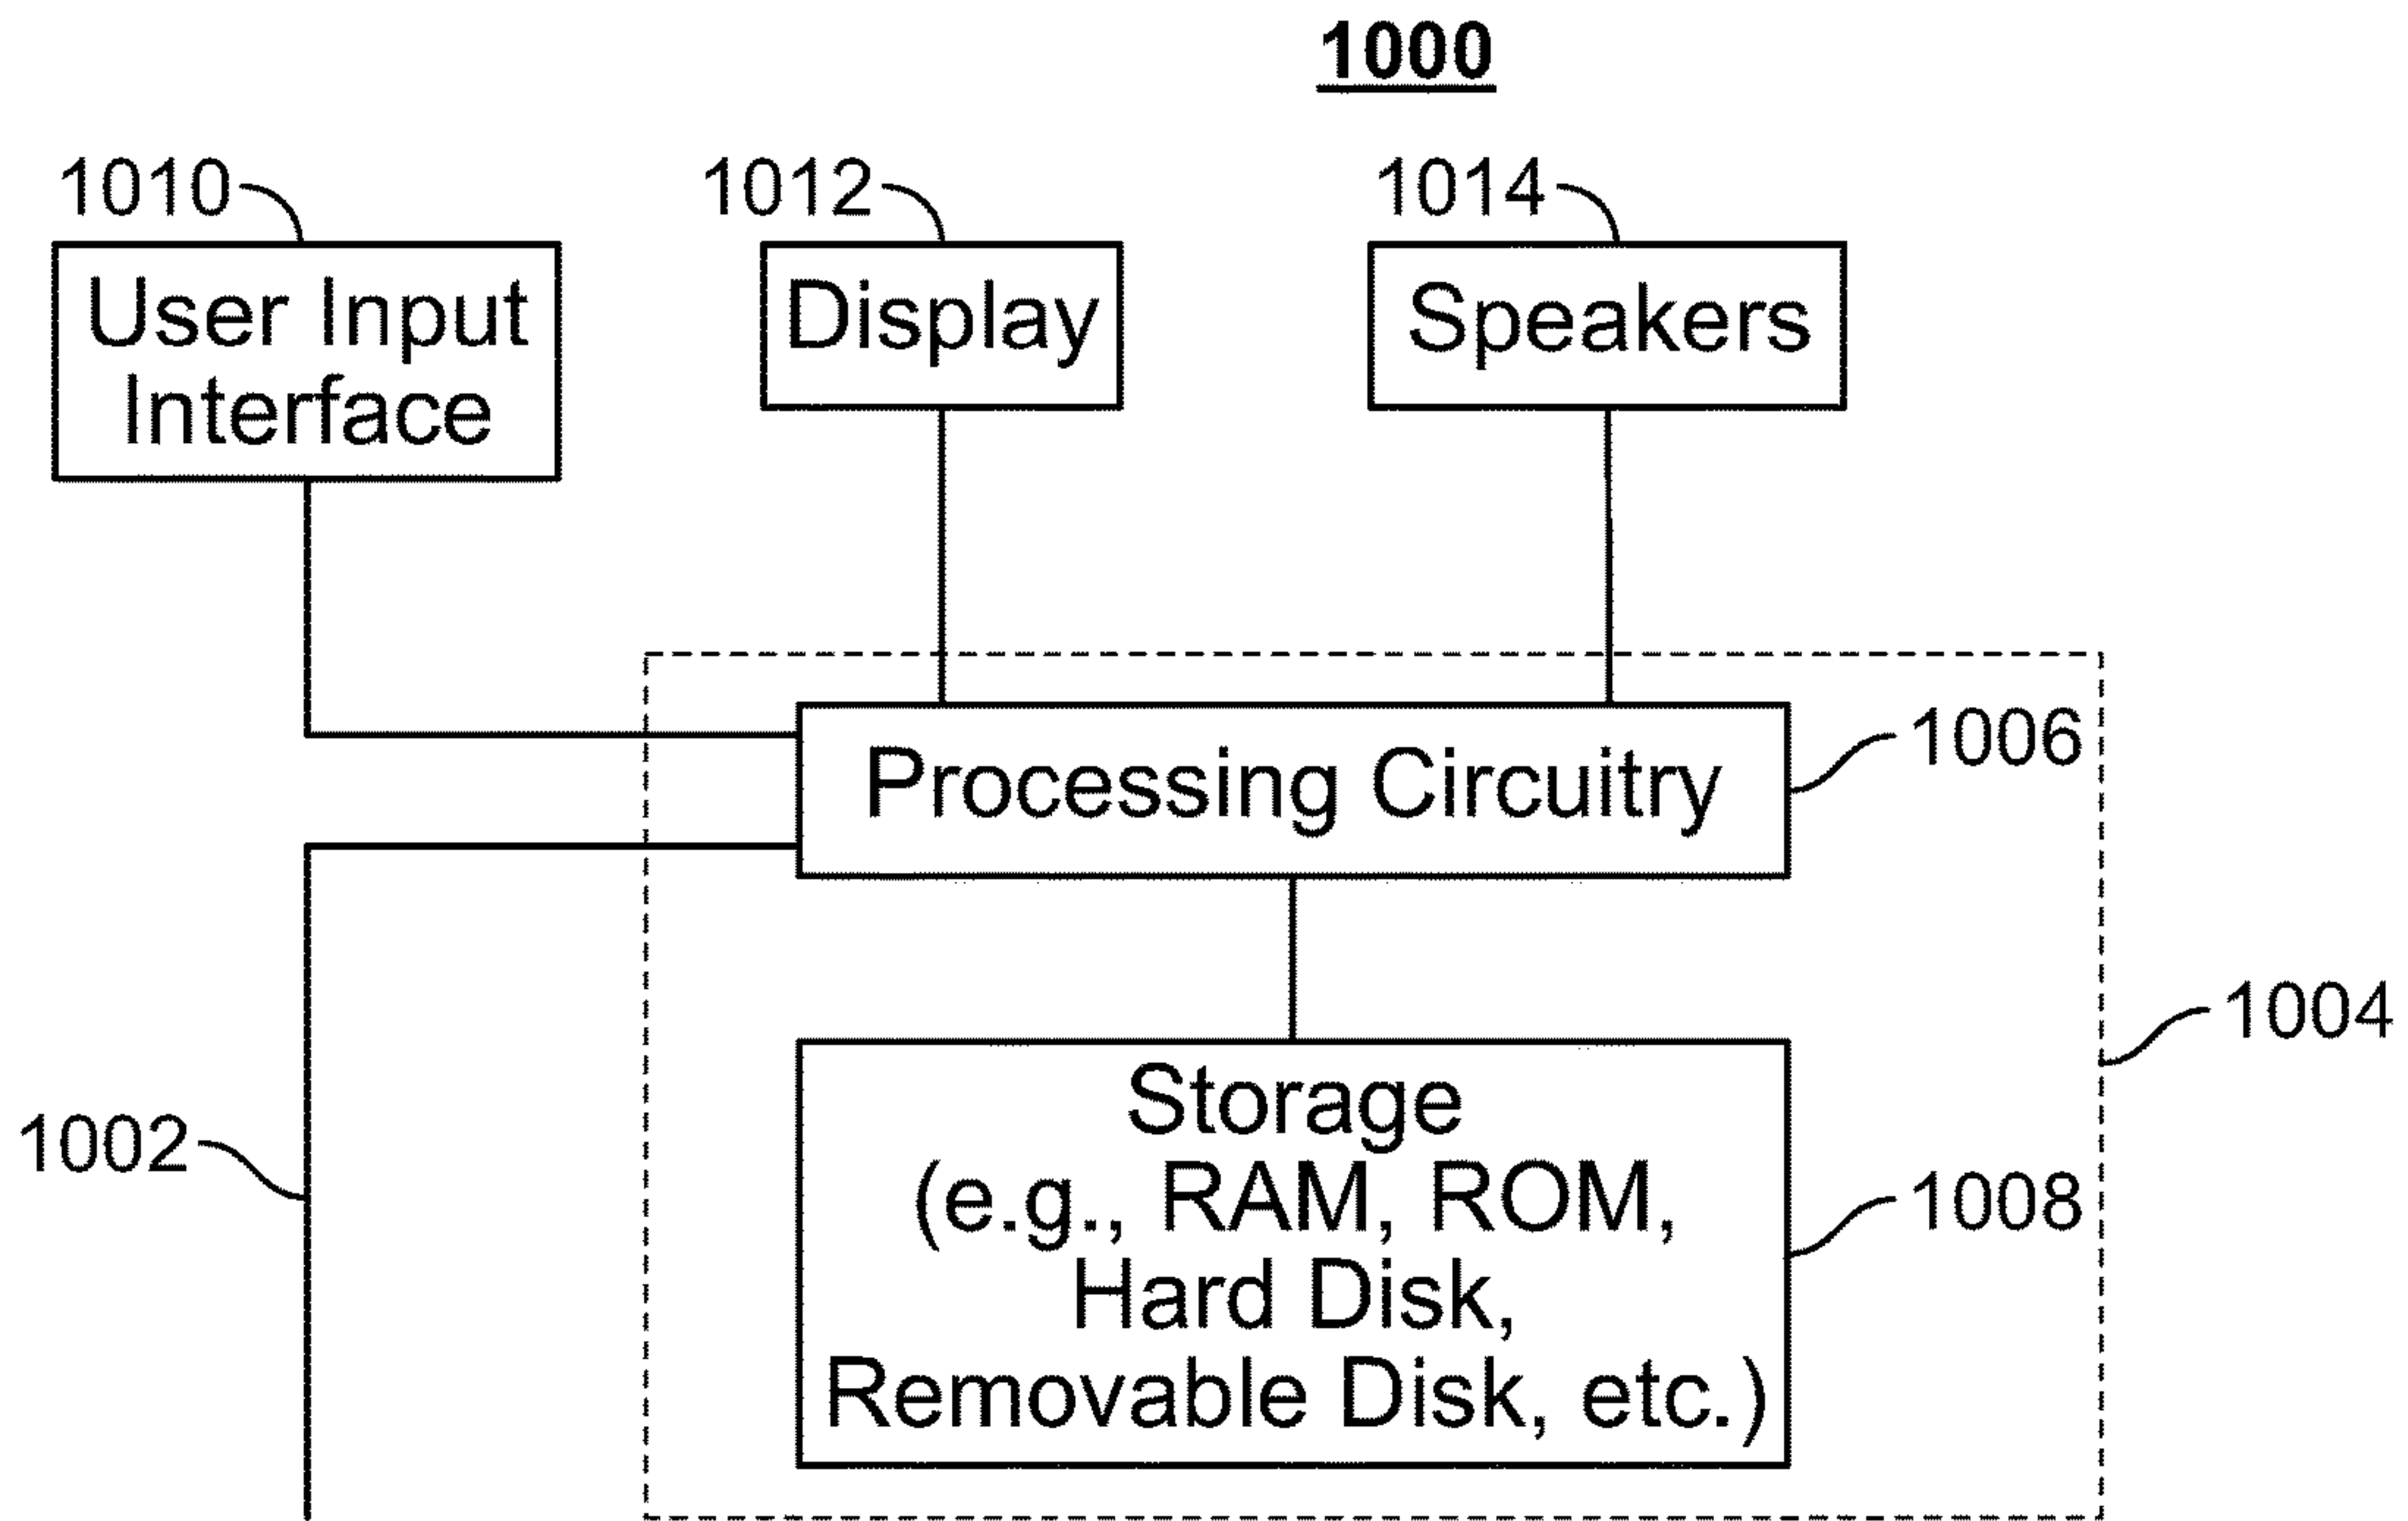 1000
1010
1012
1014
User Input
Interface
Display
Speakers
Processing Circuitry
1006
1004
1002
Storage
(e.g., RAM, ROM,
Hard Disk,
Removable Disk, etc.)
1008